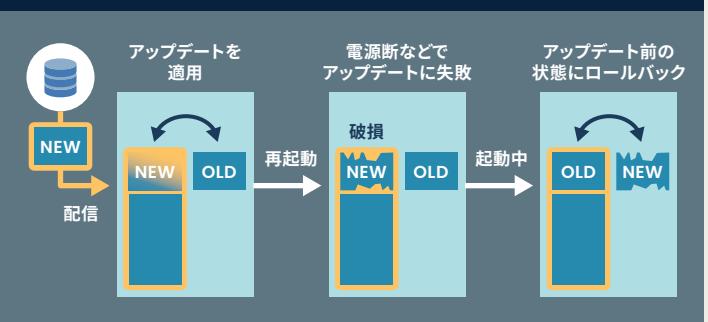 アップデートを
適用
電源断などで
アップデートに失敗
アップデート前の
状態にロールバック
NEW
配信
NEW
OLD
再起動
破損
NEW
OLD
起動中
OLD
NEW